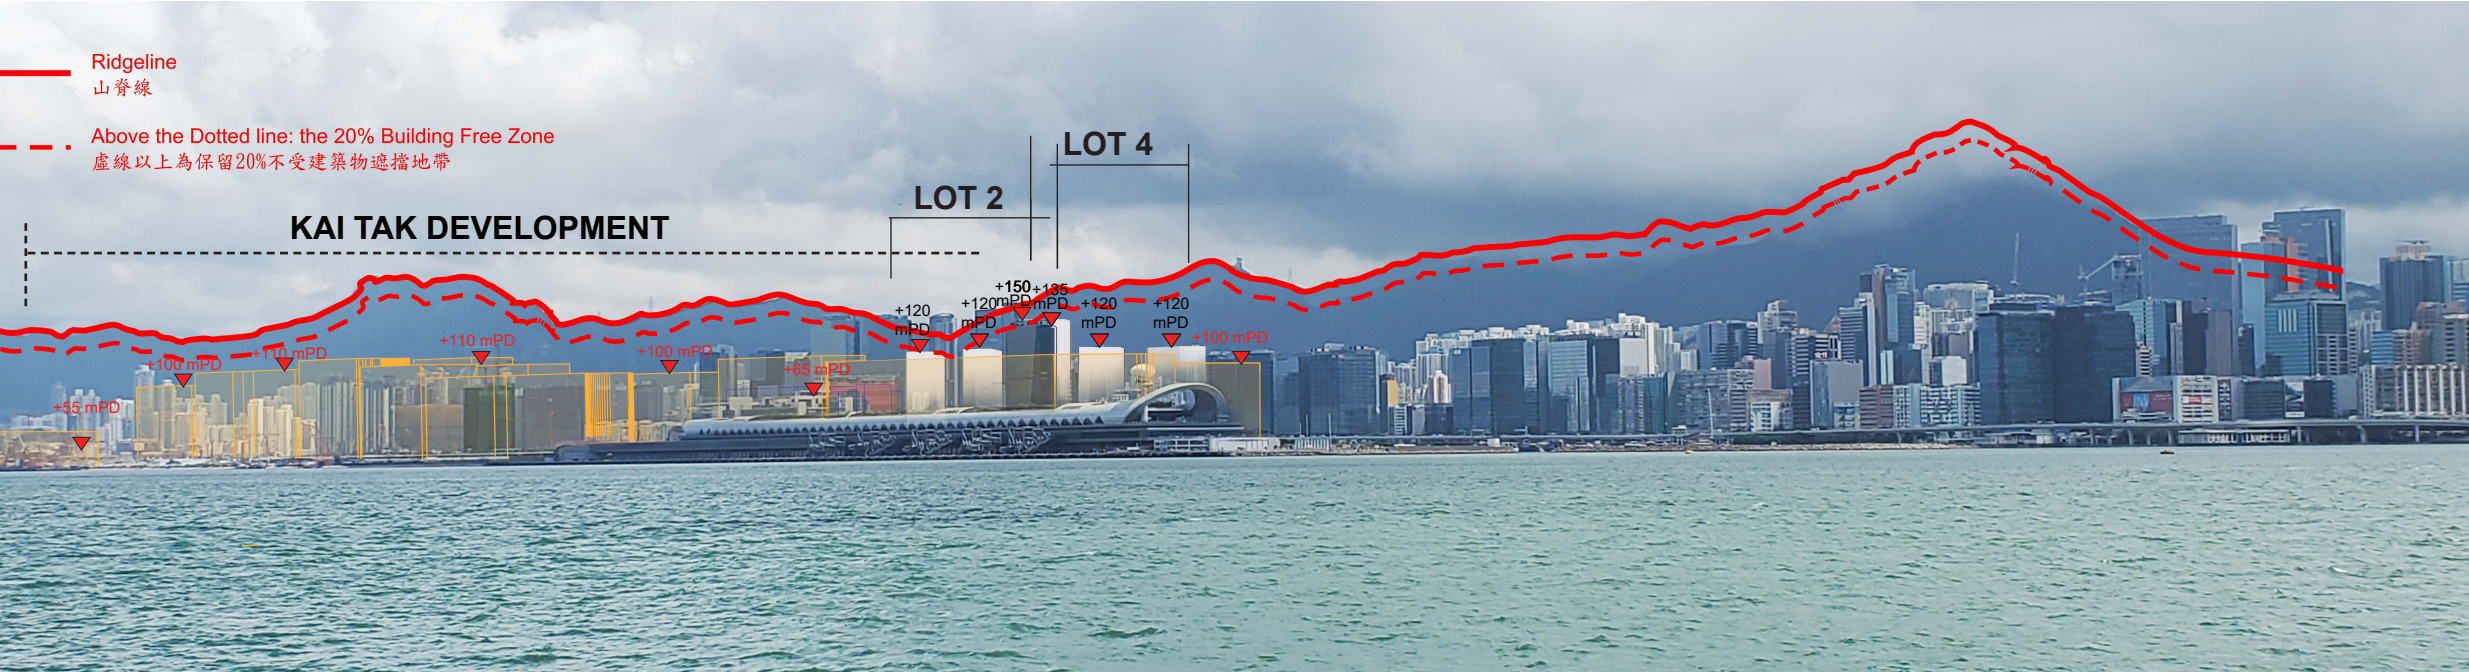 Ridgeline
山脊線
Above the Dotted line: the 20% Building Free Zone
虛線以上為保留20%不受建築物遮擋地帶
LOT 4
LOT 2
KAI TAK DEVELOPMENT
+150
mPD
+135
mPD
+120
mPD
+120
mPD
+120
mPD
+120
mPD
+100 mPD
+110 mPD
+110 mPD
+100 mPD
+100 mPD
+65 mPD
+55 mPD